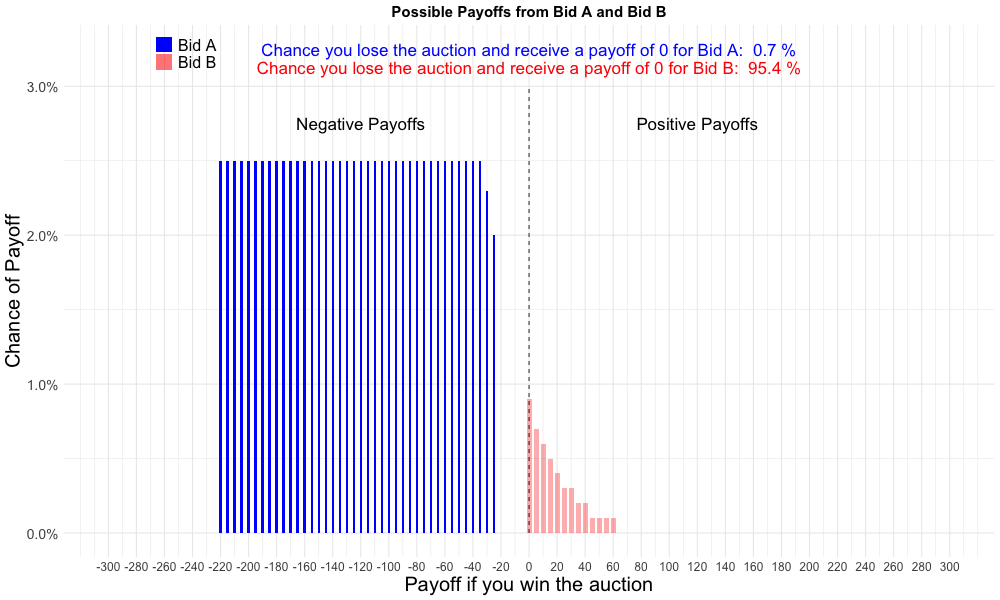 Possible Payoffs from Bid A and Bid B
Bid A
Bid B
Chance you lose the auction and receive a payoff of 0 for Bid A:  0.7 %
Chance you lose the auction and receive a payoff of 0 for Bid B:  95.4 %
Negative Payoffs
Positive Payoffs
Chance of Payoff
3.0%
2.0%
1.0%
0.0%
-300 -280 -260 -240 -220 -200 -180 -160 -140 -120 -100 -80 -60 -40 -20 0 20 40 60 80 100 120 140 160 180 200 220 240 260 280 300
Payoff if you win the auction